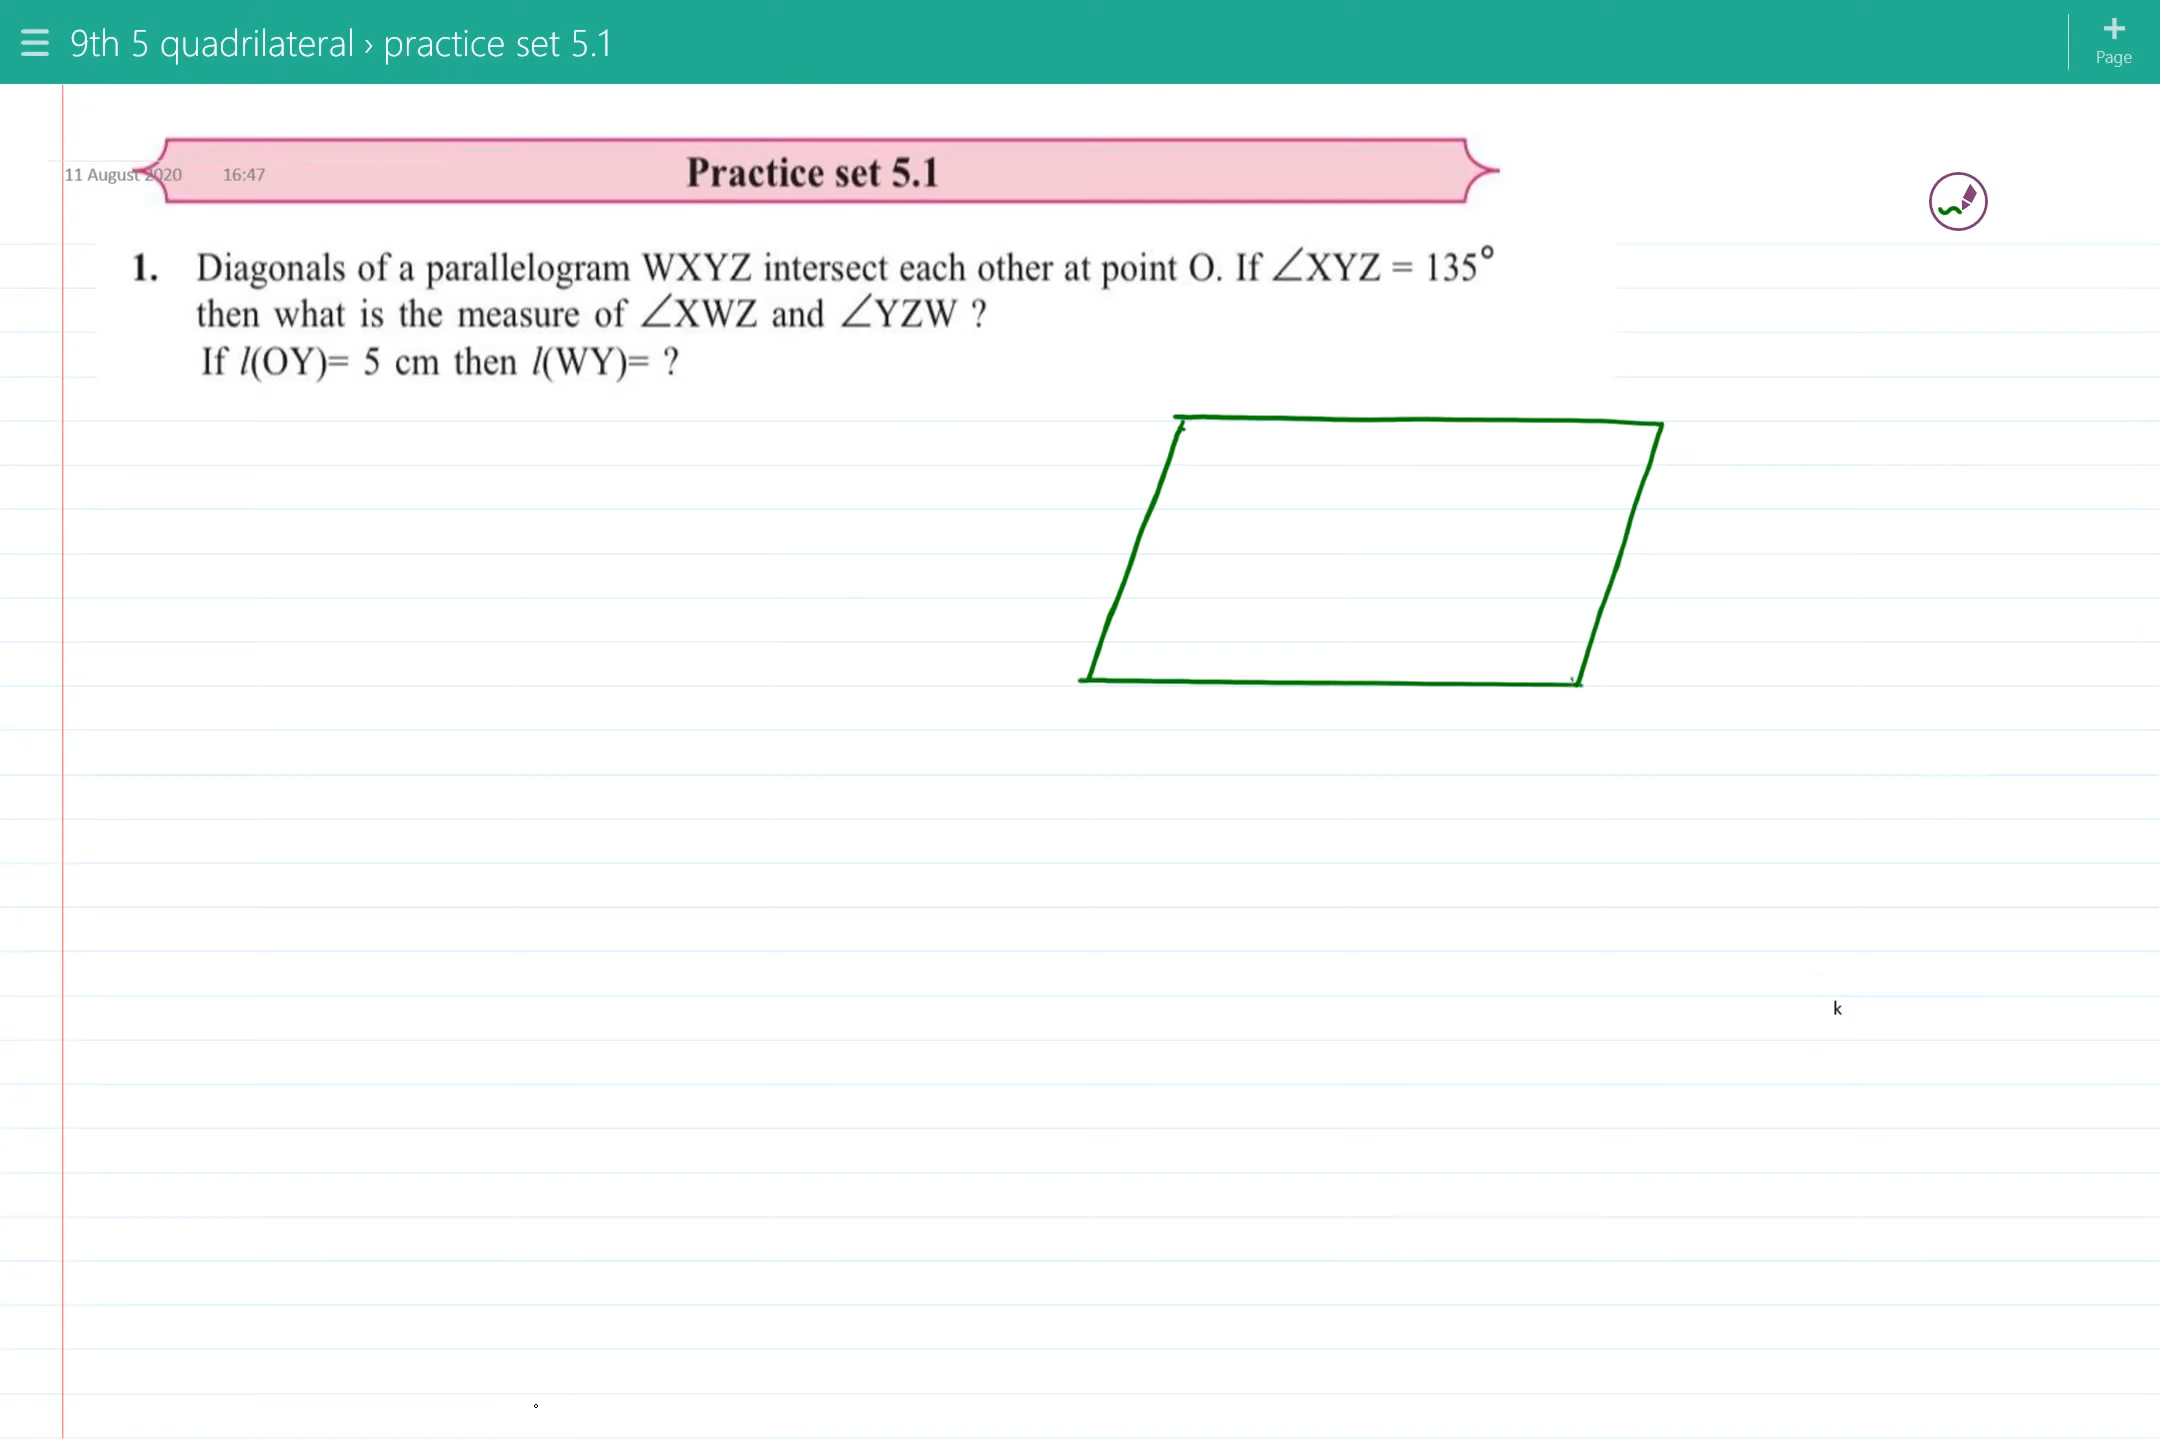 9th 5 quadrilateral › practice set 5.1
Page
Practice set 5.1
11 August 2020 16:47
1. Diagonals of a parallelogram WXYZ intersect each other at point O. If ∠XYZ = 135°
then what is the measure of ∠XWZ and ∠YZW ?
If l(OY)= 5 cm then l(WY)= ?
k